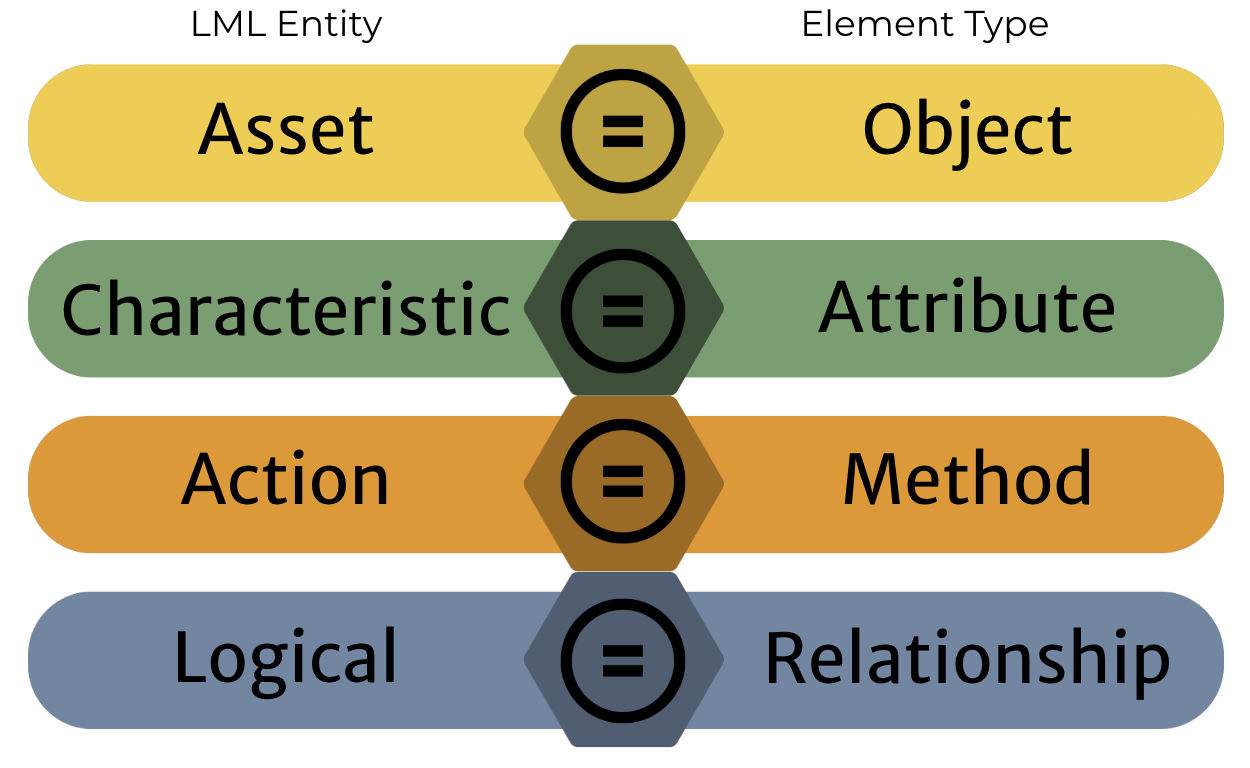 LML Entity Element Type
Asset = Object
Characteristic = Attribute
Action = Method
Logical = Relationship